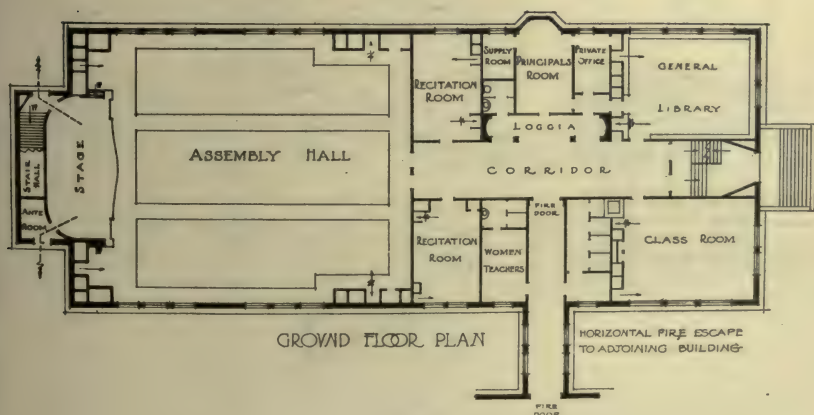 SUPPLY
ROOM
PRINCIPALS
ROOM
PRIVATE
OFFICE
GENERAL
LIBRARY
RECITATION
ROOM
LOGGIA
STAIR
HALL
STAGE
ASSEMBLY HALL
CORRIDOR
ANTE
ROOM
FIRE
DOOR
RECITATION
ROOM
WOMEN
TEACHERS
CLASS ROOM
GROVND FLOOR PLAN
HORIZONTAL FIRE ESCAPE
TO ADJOINING BUILDING
FIRE
DOOR